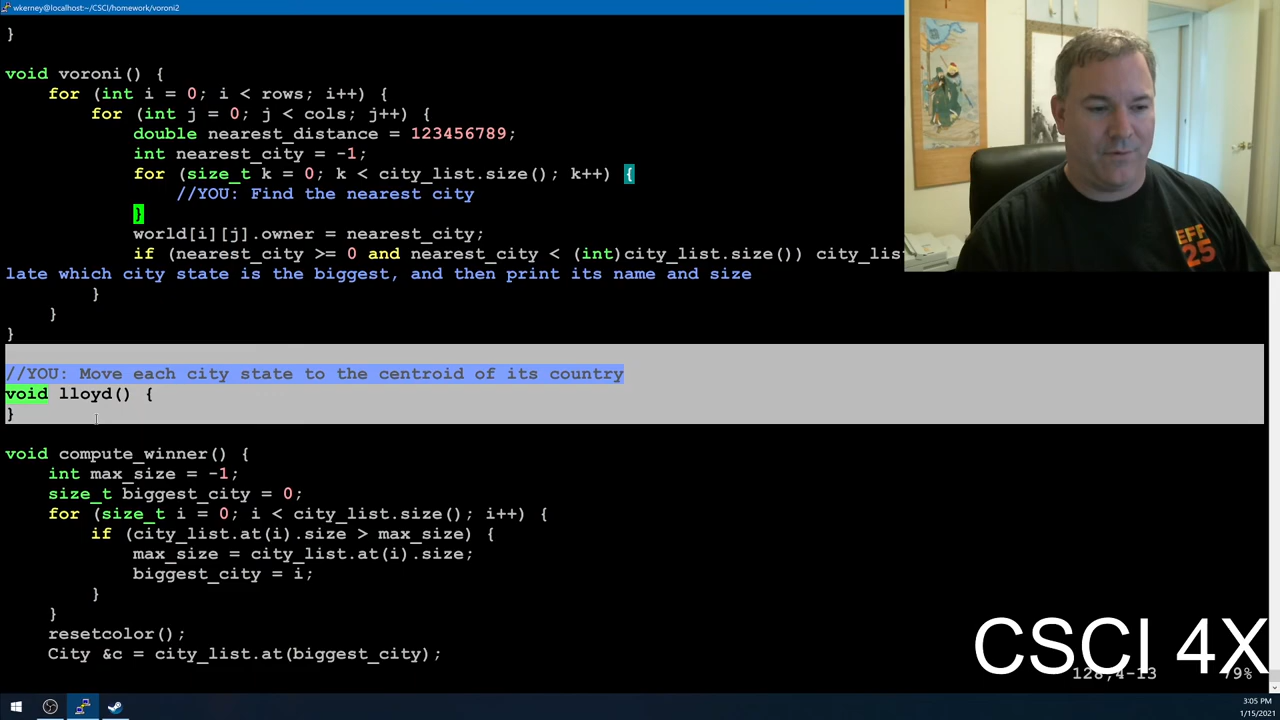 wkerney@localhost:~/CSCI/homework/voroni2
}
void voroni() {
for (int i = 0; i < rows; i++) {
for (int j = 0; j < cols; j++) {
double nearest_distance = 123456789;
int nearest_city = -1;
for (size_t k = 0; k < city_list.size(); k++) {
//YOU: Find the nearest city
}
world[i][j].owner = nearest_city;
if (nearest_city >= 0 and nearest_city < (int)city_list.size()) city_lis
late which city state is the biggest, and then print its name and size
}
}
}
//YOU: Move each city state to the centroid of its country
void lloyd() {
}
void compute_winner() {
int max_size = -1;
size_t biggest_city = 0;
for (size_t i = 0; i < city_list.size(); i++) {
if (city_list.at(i).size > max_size) {
max_size = city_list.at(i).size;
biggest_city = i;
}
}
resetcolor();
City &c = city_list.at(biggest_city);
EFF
25
CSCI 4X
128,4-13 79%
3:05 PM
1/15/2021